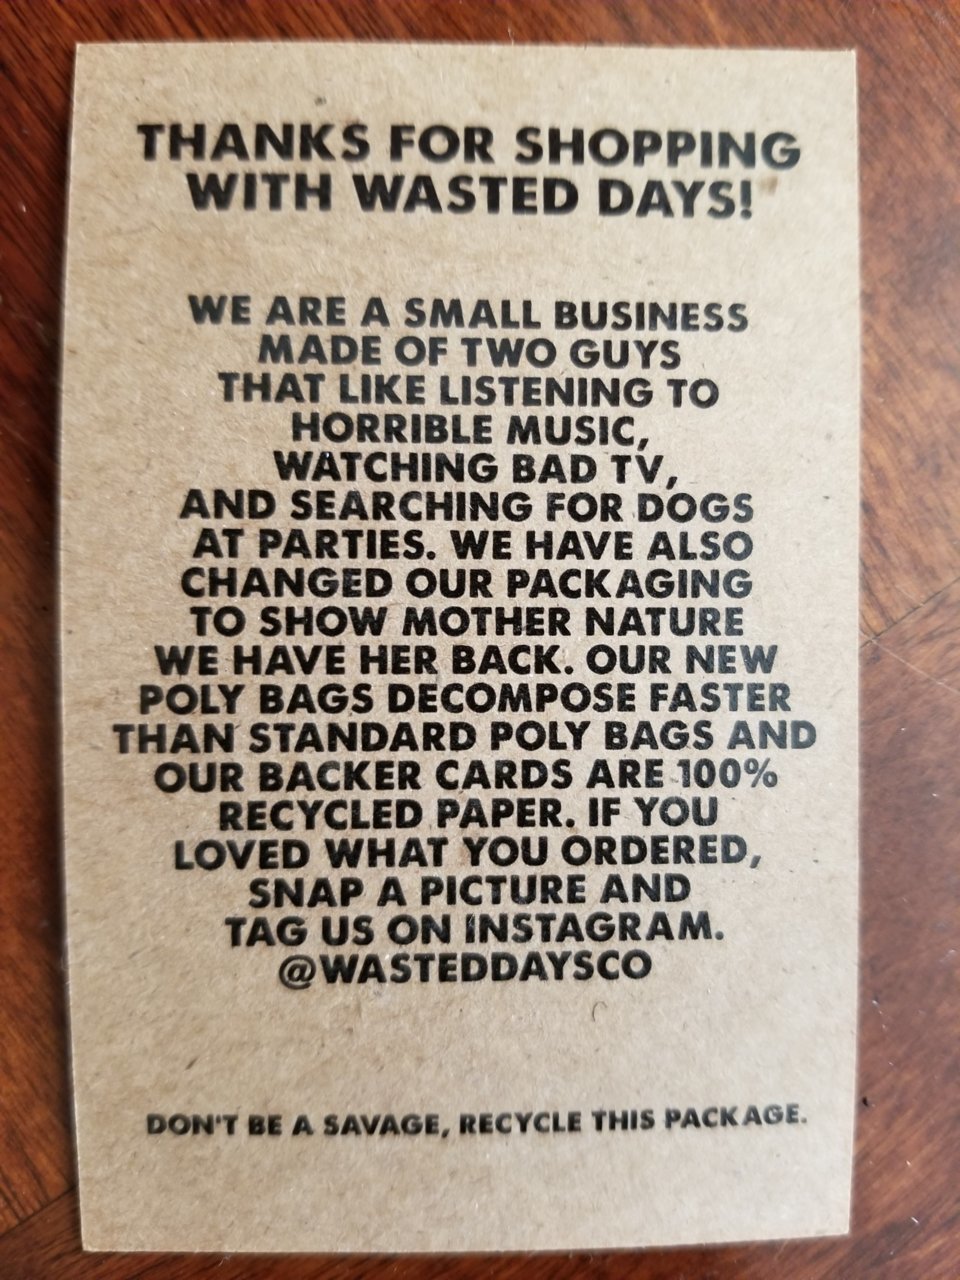 THANKS FOR SHOPPING
WITH WASTED DAYS!
WE ARE A SMALL BUSINESS
MADE OF TWO GUYS
THAT LIKE LISTENING TO
HORRIBLE MUSIC,
WATCHING BAD TV,
AND SEARCHING FOR DOGS
AT PARTIES. WE HAVE ALSO
CHANGED OUR PACKAGING
TO SHOW MOTHER NATURE
WE HAVE HER BACK. OUR NEW
POLY BAGS DECOMPOSE FASTER
THAN STANDARD POLY BAGS AND
OUR BACKER CARDS ARE 100%
RECYCLED PAPER. IF YOU
LOVED WHAT YOU ORDERED,
SNAP A PICTURE AND
TAG US ON INSTAGRAM.
@WASTEDDAYSCO
DON'T BE A SAVAGE, RECYCLE THIS PACKAGE.